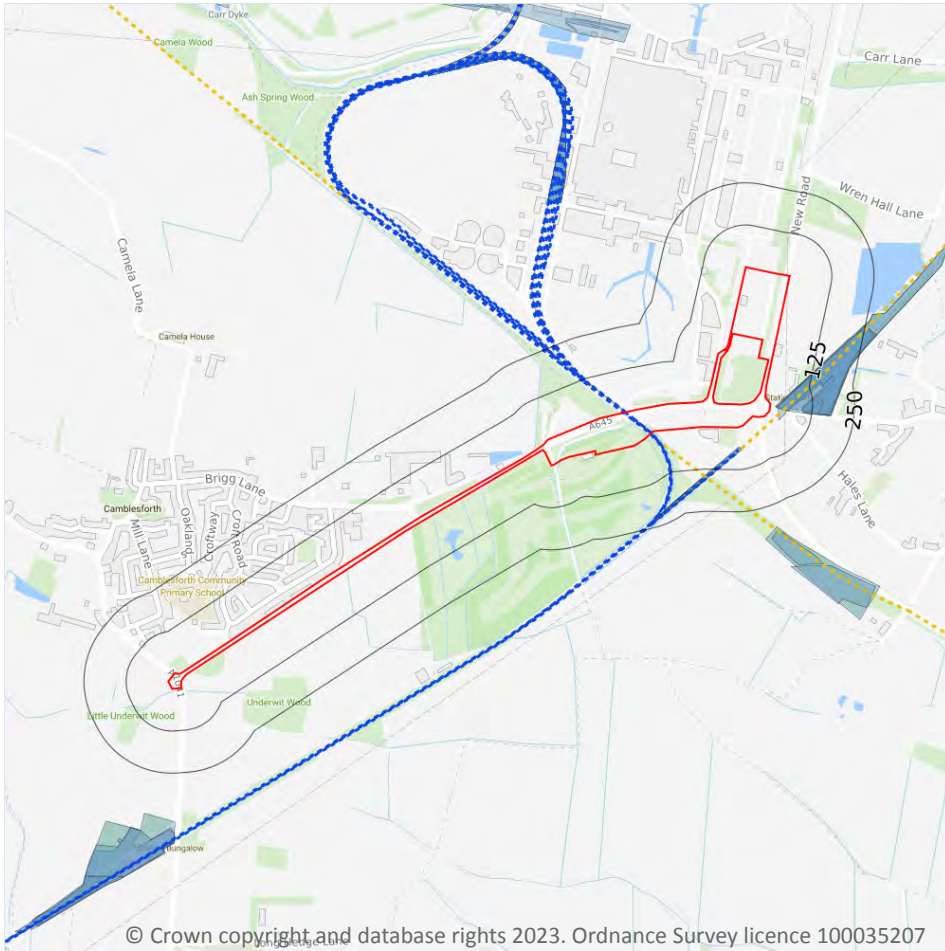 Carr Dyke
Camela Wood
Carr Lane
Ash Spring Wood
New Road
Wren Hall Lane
Camela Lane
Camela House
125
250
A645
Brigg Lane
Hales Lane
Camblesforth
Oakland
Croftway
Croft Road
Mill Lane
Camblesforth Community
Primary School
Underwit Wood
Little Underwit Wood
Bungalow
© Crown copyright and database rights 2023. Ordnance Survey licence 100035207